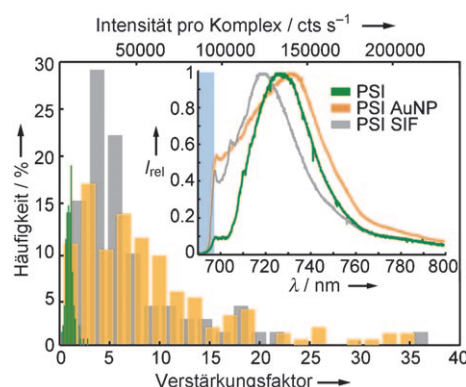 Intensität pro Komplex / cts s⁻¹
50000 100000 150000 200000
30
25
20
15
10
5
0
Häufigkeit / %
1
0.8
0.6
0.4
0.2
0
I rel
PSI
PSI AuNP
PSI SIF
700 720 740 760 780 800
λ / nm
0 5 10 15 20 25 30 35 40
Verstärkungsfaktor